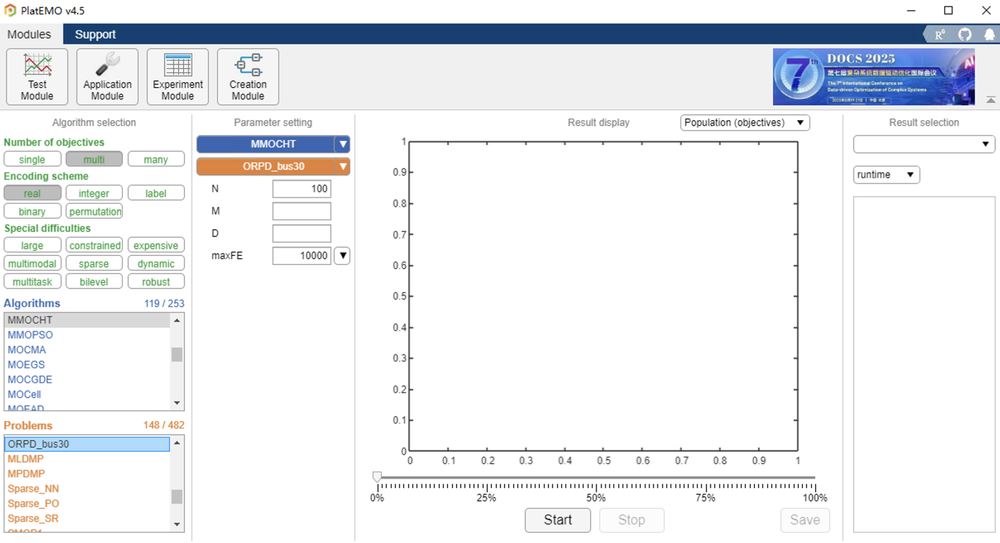 PlatEMO v4.5
Modules
Support
R^G
Test
Module
Application
Module
Experiment
Module
Creation
Module
7th
DOCS 2025
第七届复杂系统数据驱动优化国际会议
The 7th International Conference on
Data-driven Optimization of Complex Systems
AI
Algorithm selection
Number of objectives
single multi many
Encoding scheme
real integer label
binary permutation
Special difficulties
large constrained expensive
multimodal sparse dynamic
multitask bilevel robust
Algorithms 119 / 253
MMOCHT
MMOPSO
MOCMA
MOEGS
MOCGDE
MOCell
MOEAD
Problems 148 / 482
ORPD_bus30
MLDMP
MPDMP
Sparse_NN
Sparse_PO
Sparse_SR
Parameter setting
MMOCHT
ORPD_bus30
N 100
M
D
maxFE 10000
Result display
Population (objectives)
1
0.9
0.8
0.7
0.6
0.5
0.4
0.3
0.2
0.1
0
0 0.1 0.2 0.3 0.4 0.5 0.6 0.7 0.8 0.9 1
0% 25% 50% 75% 100%
Start Stop Save
Result selection
runtime